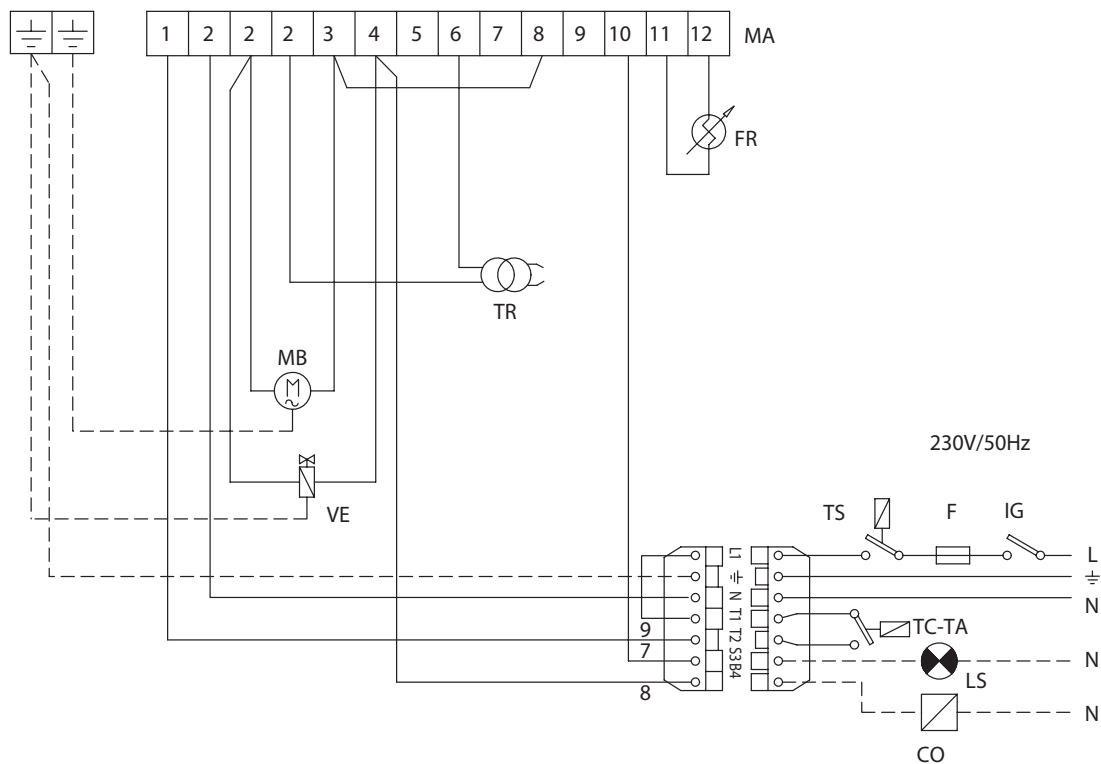 1 2 2 2 3 4 5 6 7 8 9 10 11 12 MA
FR
TR
MB
M
230V/50Hz
VE
TS F IG
L1 L
N N
T1
9 T2 TC-TA
7 S3 N
B4 LS
8 N
CO